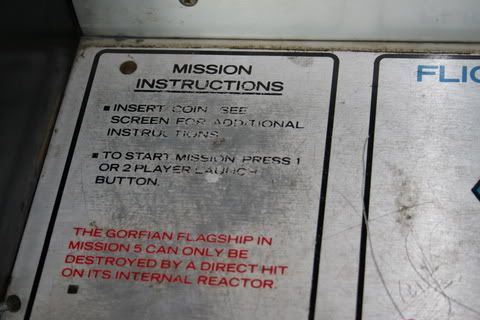 MISSION
INSTRUCTIONS
▪ INSERT COIN. SEE
SCREEN FOR ADDITIONAL
INSTRUCTIONS.
▪ TO START MISSION, PRESS 1
OR 2 PLAYER LAUNCH
BUTTON.
THE GORFIAN FLAGSHIP IN
MISSION 5 CAN ONLY BE
DESTROYED BY A DIRECT HIT
ON ITS INTERNAL REACTOR.
FLIG